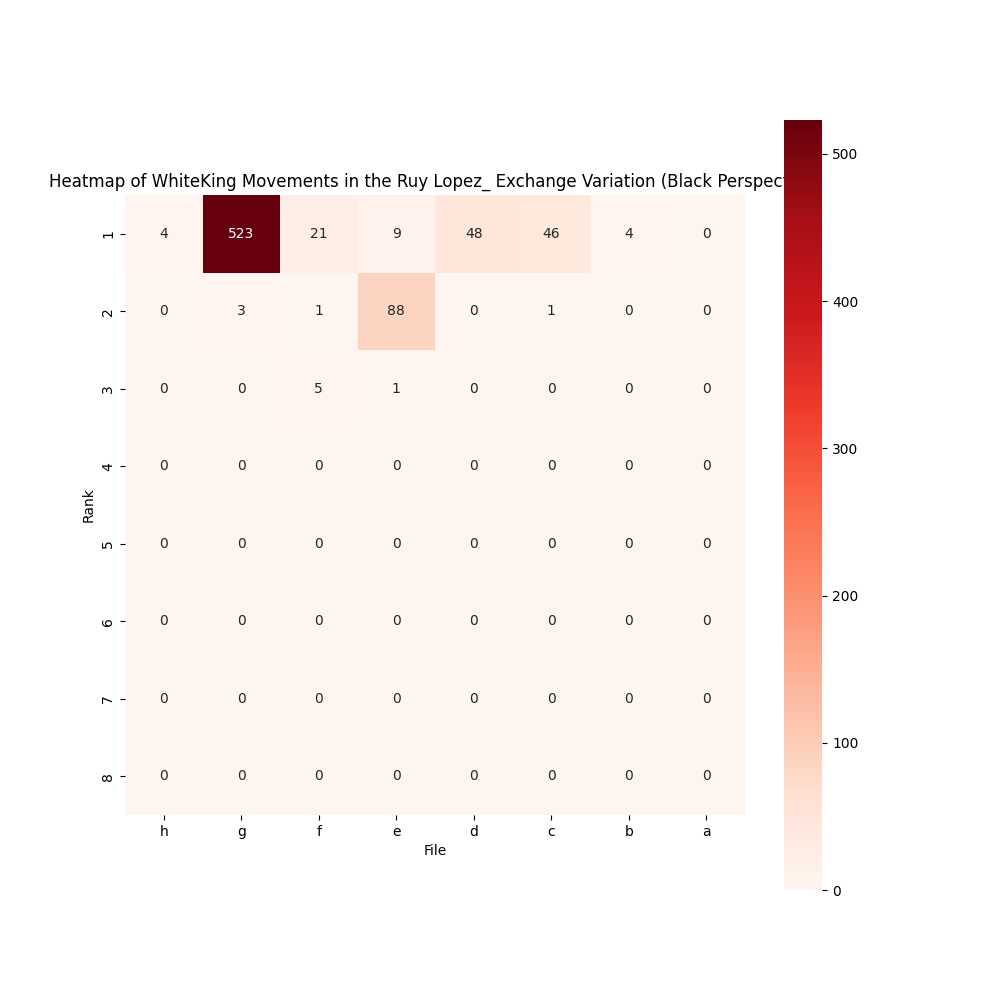 Heatmap of WhiteKing Movements in the Ruy Lopez_ Exchange Variation (Black Perspec
500
1 4 523 21 9 48 46 4 0
2 0 3 1 88 0 1 0 0
400
3 0 0 5 1 0 0 0 0
4 0 0 0 0 0 0 0 0
300
Rank
5 0 0 0 0 0 0 0 0
200
6 0 0 0 0 0 0 0 0
7 0 0 0 0 0 0 0 0
100
8 0 0 0 0 0 0 0 0
h g f e d c b a
File
0